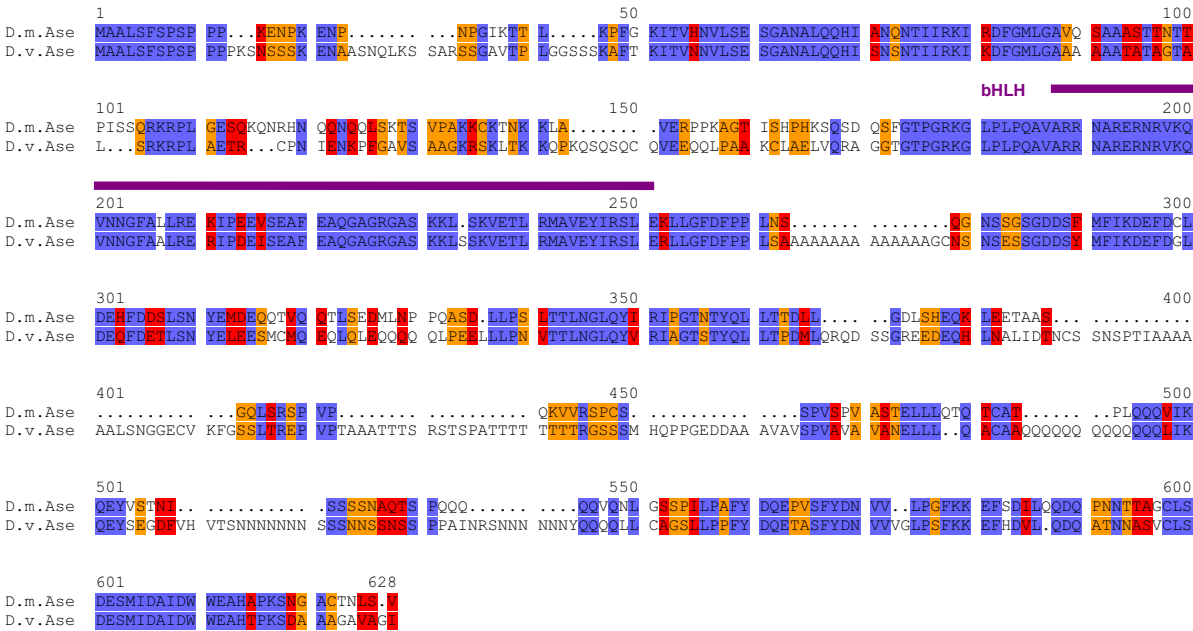 1 50 100
D.m.Ase MAALSFSPSP PP...KENPK ENP....... ..NPGIKTT L.....KPFG KITVHNVLSE SGANALQQHI ANQNTIIRKI RDFGMLGAVQ SAAASTTNTT
D.v.Ase MAALSFSPSP PPPKSNSSSK ENAASNQLKS SARSSGAVTP LGGSSSKAFT KITVNNVLSE SGANALQQHI SNSNTIIRKI KDFGMLGAAA AAATATAGTA
bHLH
101 150 200
D.m.Ase PISSQRKRPL GESQKQNRHN QQNQQLSKTS VPAKKCKTNK KLA....... .VERPPKAGT ISHPHKSQSD QSFGTPGRKG LPLPQAVARR NARERNRVKQ
D.v.Ase L...SRKRPL AETR...CPN IENKPFGAVS AAGKRSKLTK KQPKSQSQCQ QVEEQQLPAA KCLAELVQRA GGTGTPGRKG LPLPQAVARR NARERNRVKQ
201 250 300
D.m.Ase VNNGFALLRE KIPEEVSEAF EAQGAGRGAS KKL.SKVETL RMAVEYIRSL EKLLGFDFPP LNS....... .......QG NSSGSGDDSF MFIKDEFDCL
D.v.Ase VNNGFAALRE RIPDEISEAF EAQGAGRGAS KKLSSKVETL RMAVEYIRSL ERLLGFDFPP LSAAAAAAAA AAAAAAGCNS NSESSGDDSY MFIKDEFDGL
301 350 400
D.m.Ase DEHFDDSLSN YEMDEQQTVQ QTLSEDMLNP PQASD.LLPS LTTLNGLQYI RIPGTNTYQL LTTDLL.... ..GDLSHEQK LEETAAS... ..........
D.v.Ase DEQFDETLSN YELEESMCMQ EQLQLEQQQQ QLPEELLLPN VTTLNGLQYV RIAGTSTYQL LTPDMLQRQD SSGREEDEQH LNALIDTNCS SNSPTIAAAA
401 450 500
D.m.Ase .......... ...GQLSRSP VP........ .......... QKVVRSPCS. .......... ....SPVSPV ASTELLLQTQ TCAT...... ..PLQQQVIK
D.v.Ase AALSNGGECV KFGSSLTREP VPTAAATTTS RSTSPATTTT TTTTRGSSSM HQPPGEDDAA AVAVSPVAVA VANELLL..Q ACAAQQQQQQ QQQQQQQLIK
501 550 600
D.m.Ase QEYVSTNI.. .......... .SSSSNAQTS PQQQ...... ...QQVQNL GSSPILPAFY DQEPVSFYDN VV..LPGFKK EFSDILQQDQ PNNTTAGCLS
D.v.Ase QEYSEGDFVH VTSNNNNNNN SSSNNSSNSS PPAINRSNNN NNNYQQQQLL CAGSLLPPFY DQETASFYDN VVVGLPSFKK EFHDVL.QDQ ATNNASVCLS
601 628
D.m.Ase DESMIDAIDW WEAHAPKSNG ACTNLS.V
D.v.Ase DESMIDAIDW WEAHTPKSDA AAGAVAGI